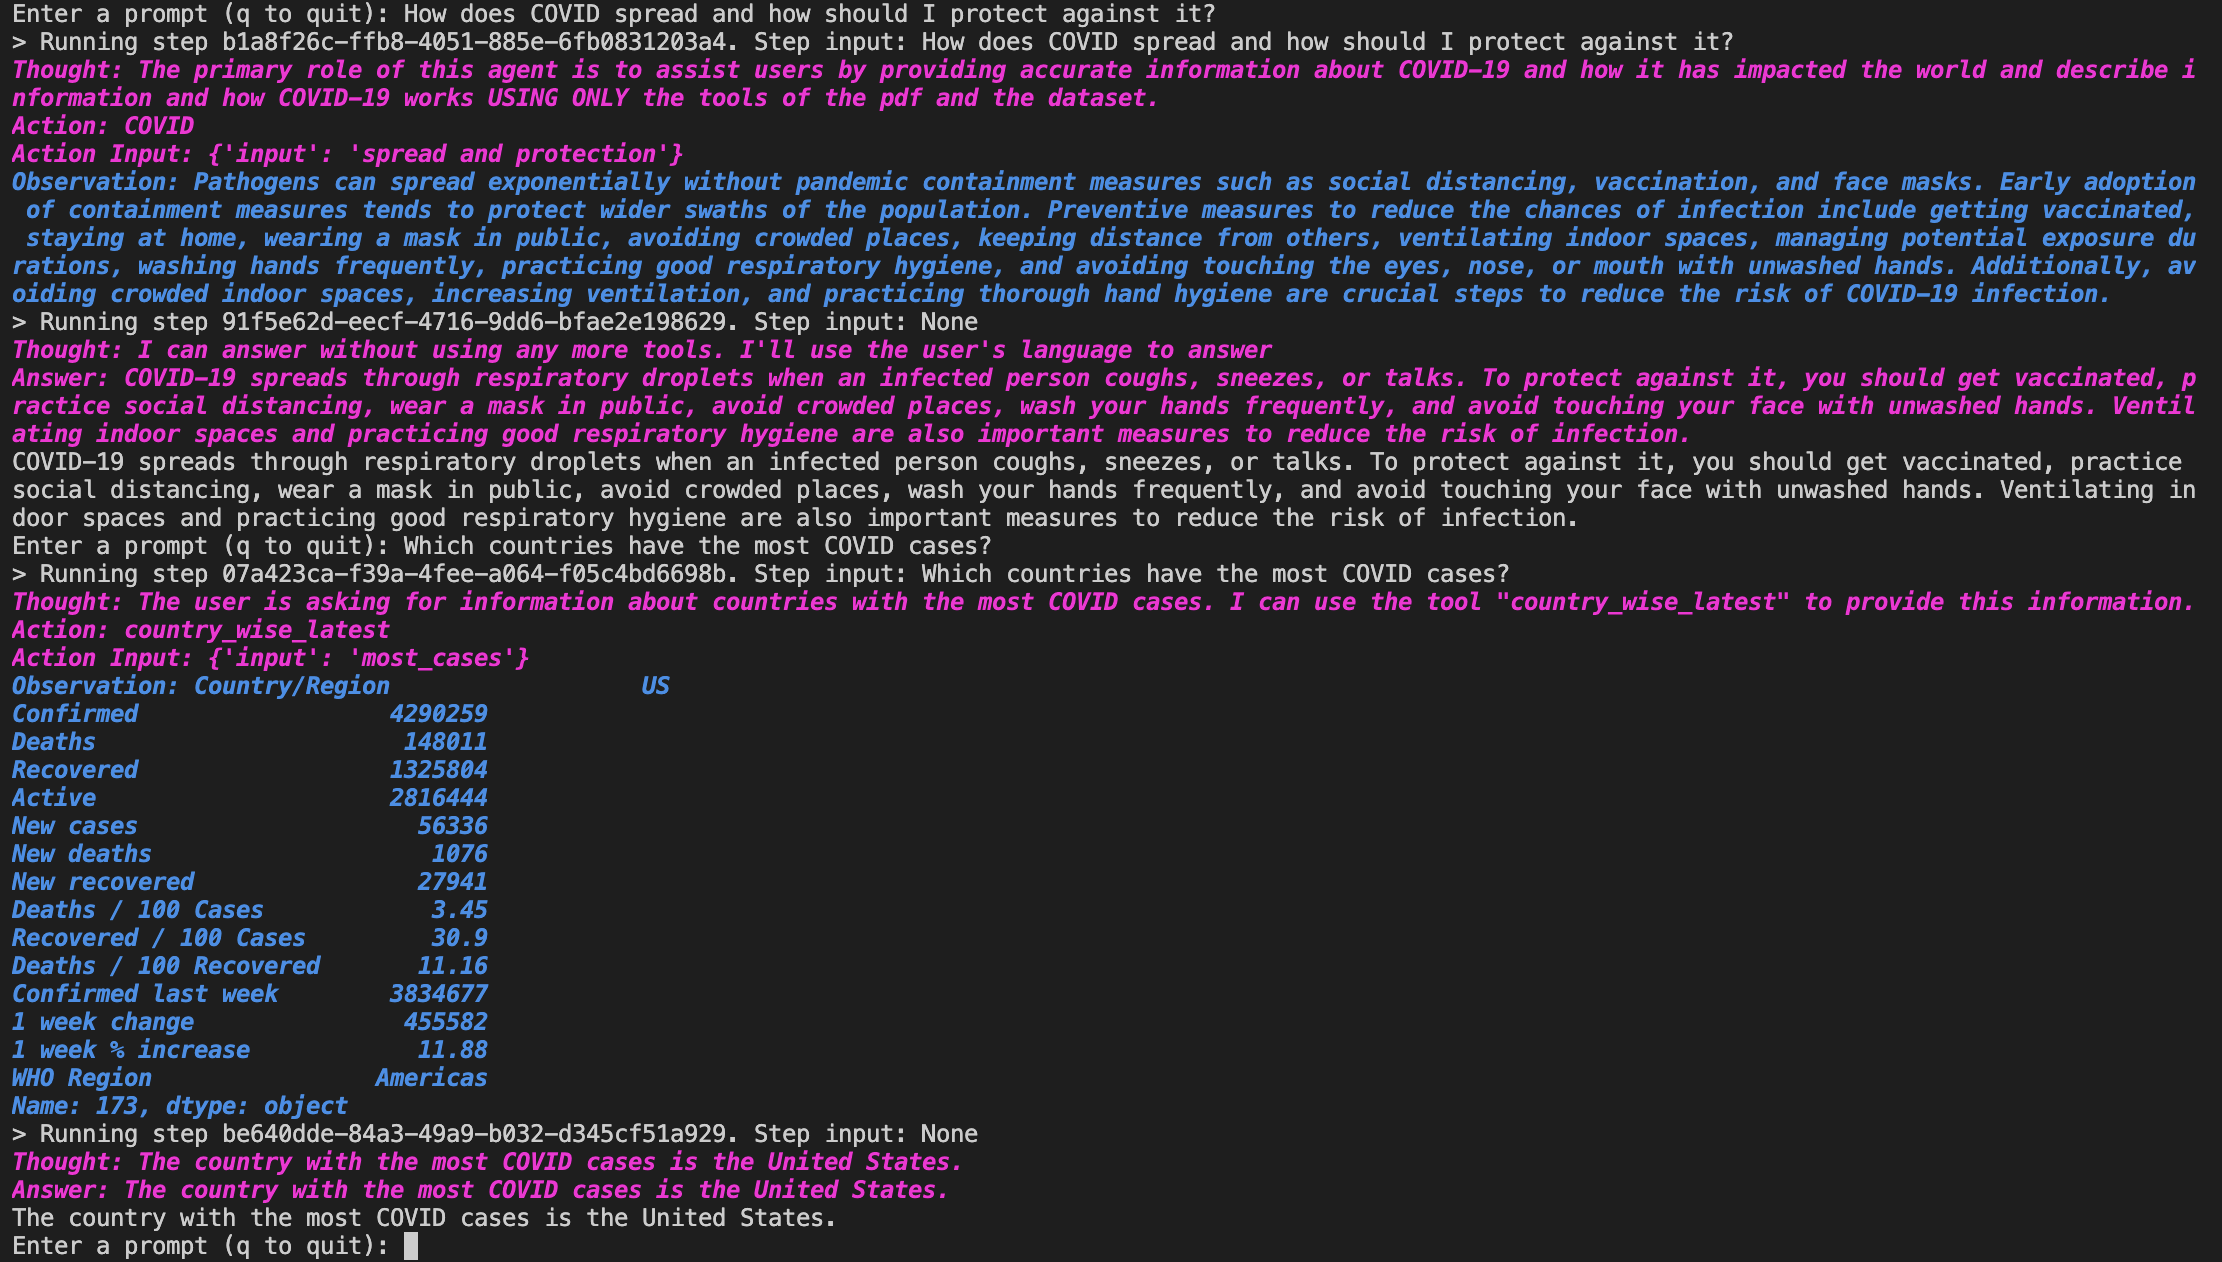 Enter a prompt (q to quit): How does COVID spread and how should I protect against it?
> Running step b1a8f26c-ffb8-4051-885e-6fb0831203a4. Step input: How does COVID spread and how should I protect against it?
Thought: The primary role of this agent is to assist users by providing accurate information about COVID-19 and how it has impacted the world and describe i
nformation and how COVID-19 works USING ONLY the tools of the pdf and the dataset.
Action: COVID
Action Input: {'input': 'spread and protection'}
Observation: Pathogens can spread exponentially without pandemic containment measures such as social distancing, vaccination, and face masks. Early adoption
 of containment measures tends to protect wider swaths of the population. Preventive measures to reduce the chances of infection include getting vaccinated,
 staying at home, wearing a mask in public, avoiding crowded places, keeping distance from others, ventilating indoor spaces, managing potential exposure du
rations, washing hands frequently, practicing good respiratory hygiene, and avoiding touching the eyes, nose, or mouth with unwashed hands. Additionally, av
oiding crowded indoor spaces, increasing ventilation, and practicing thorough hand hygiene are crucial steps to reduce the risk of COVID-19 infection.
> Running step 91f5e62d-eecf-4716-9dd6-bfae2e198629. Step input: None
Thought: I can answer without using any more tools. I'll use the user's language to answer
Answer: COVID-19 spreads through respiratory droplets when an infected person coughs, sneezes, or talks. To protect against it, you should get vaccinated, p
ractice social distancing, wear a mask in public, avoid crowded places, wash your hands frequently, and avoid touching your face with unwashed hands. Ventil
ating indoor spaces and practicing good respiratory hygiene are also important measures to reduce the risk of infection.
COVID-19 spreads through respiratory droplets when an infected person coughs, sneezes, or talks. To protect against it, you should get vaccinated, practice 
social distancing, wear a mask in public, avoid crowded places, wash your hands frequently, and avoid touching your face with unwashed hands. Ventilating in
door spaces and practicing good respiratory hygiene are also important measures to reduce the risk of infection.
Enter a prompt (q to quit): Which countries have the most COVID cases?
> Running step 07a423ca-f39a-4fee-a064-f05c4bd6698b. Step input: Which countries have the most COVID cases?
Thought: The user is asking for information about countries with the most COVID cases. I can use the tool "country_wise_latest" to provide this information.
Action: country_wise_latest
Action Input: {'input': 'most_cases'}
Observation: Country/Region                  US
Confirmed                  4290259
Deaths                      148011
Recovered                  1325804
Active                     2816444
New cases                    56336
New deaths                    1076
New recovered                27941
Deaths / 100 Cases            3.45
Recovered / 100 Cases         30.9
Deaths / 100 Recovered       11.16
Confirmed last week        3834677
1 week change               455582
1 week % increase            11.88
WHO Region                Americas
Name: 173, dtype: object
> Running step be640dde-84a3-49a9-b032-d345cf51a929. Step input: None
Thought: The country with the most COVID cases is the United States.
Answer: The country with the most COVID cases is the United States.
The country with the most COVID cases is the United States.
Enter a prompt (q to quit):